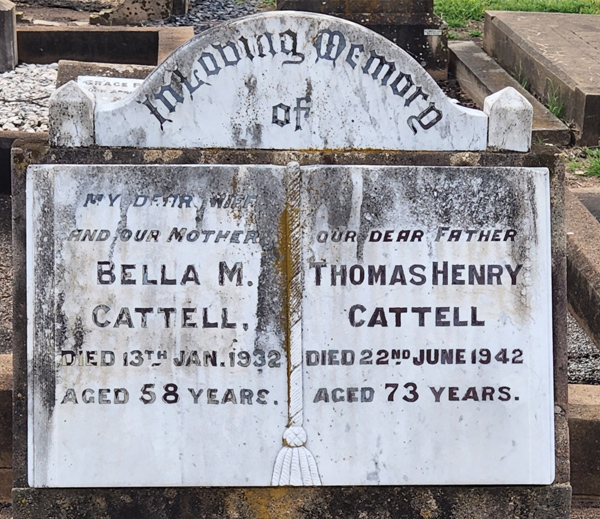 In Loving Memory
of
MY DEAR WIFE
AND OUR MOTHER
BELLA M.
CATTELL,
DIED 13TH JAN. 1932
AGED 58 YEARS.
OUR DEAR FATHER
THOMAS HENRY
CATTELL
DIED 22ND JUNE 1942
AGED 73 YEARS.
GRACE